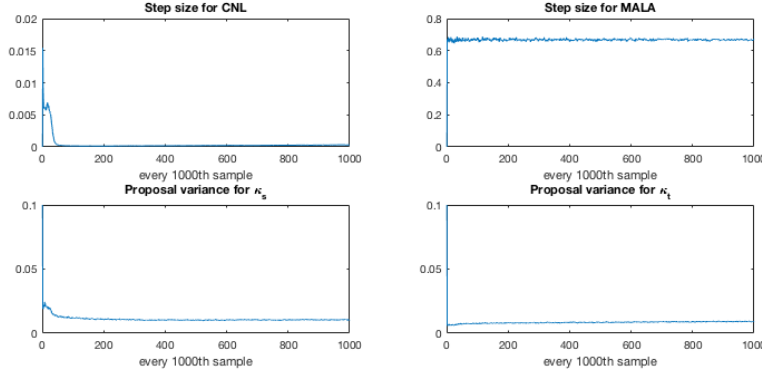 Step size for CNL
0.02
0.015
0.01
0.005
0
0 200 400 600 800 1000
every 1000th sample
Step size for MALA
0.8
0.6
0.4
0.2
0
0 200 400 600 800 1000
every 1000th sample
Proposal variance for κs
0.1
0.05
0
0 200 400 600 800 1000
every 1000th sample
Proposal variance for κt
0.1
0.05
0
0 200 400 600 800 1000
every 1000th sample